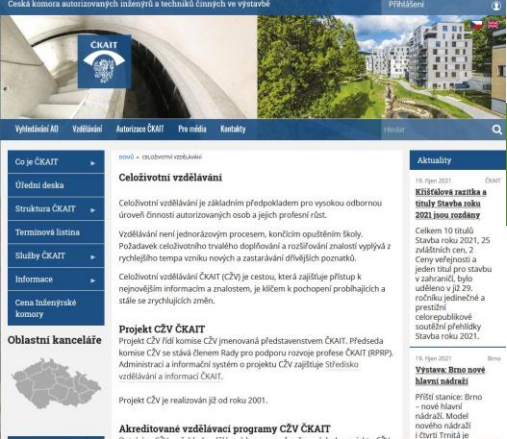 Česká komora autorizovaných inženýrů a techniků činných ve výstavbě
Přihlášení
ČKAIT
Vyhledávání AO Vzdělávání Autorizace ČKAIT Pro média Kontakty
Hledat
Co je ČKAIT
Úřední deska
Struktura ČKAIT
Termínová listina
Služby ČKAIT
Informace
Cena Inženýrské
komory
Oblastní kanceláře
DOMŮ » CELOŽIVOTNÍ VZDĚLÁVÁNÍ
Celoživotní vzdělávání
Celoživotní vzdělávání je základním předpokladem pro vysokou odbornou
úroveň činnosti autorizovaných osob a jejich profesní růst.
Vzdělávání není jednorázovým procesem, končícím opuštěním školy.
Požadavek celoživotního trvalého doplňování a rozšiřování znalostí vyplývá z
rychlejšího tempa vzniku nových a zastarávání dřívějších poznatků.
Celoživotní vzdělávání ČKAIT (CŽV) je cestou, která zajišťuje přístup k
nejnovějším informacím a znalostem, je klíčem k pochopení probíhajících a
stále se zrychlujících změn.
Projekt CŽV ČKAIT
Projekt CŽV řídí komise CŽV jmenovaná představenstvem ČKAIT. Předseda
komise CŽV se stává členem Rady pro podporu rozvoje profese ČKAIT (RPRP).
Administraci a informační systém o projektu CŽV zajišťuje Středisko
vzdělávání a informací ČKAIT.
Projekt CŽV je realizován již od roku 2001.
Akreditované vzdělávací programy CŽV ČKAIT
Aktuality
19. říjen 2021 ČKAIT
Křišťálová razítka a
tituly Stavba roku
2021 jsou rozdány
Celkem 10 titulů
Stavba roku 2021, 25
zvláštních cen, 2
Ceny veřejnosti a
jeden titul pro stavbu
v zahraničí, bylo
uděleno v již 29.
ročníku jedinečné a
prestižní
celorepublikové
soutěžní přehlídky
Stavba roku 2021.
19. říjen 2021 Brno
Výstava: Brno nové
hlavní nádraží
Příští stanice: Brno
– nové hlavní
nádraží. Model
nového nádraží
i čtvrti Trnitá je